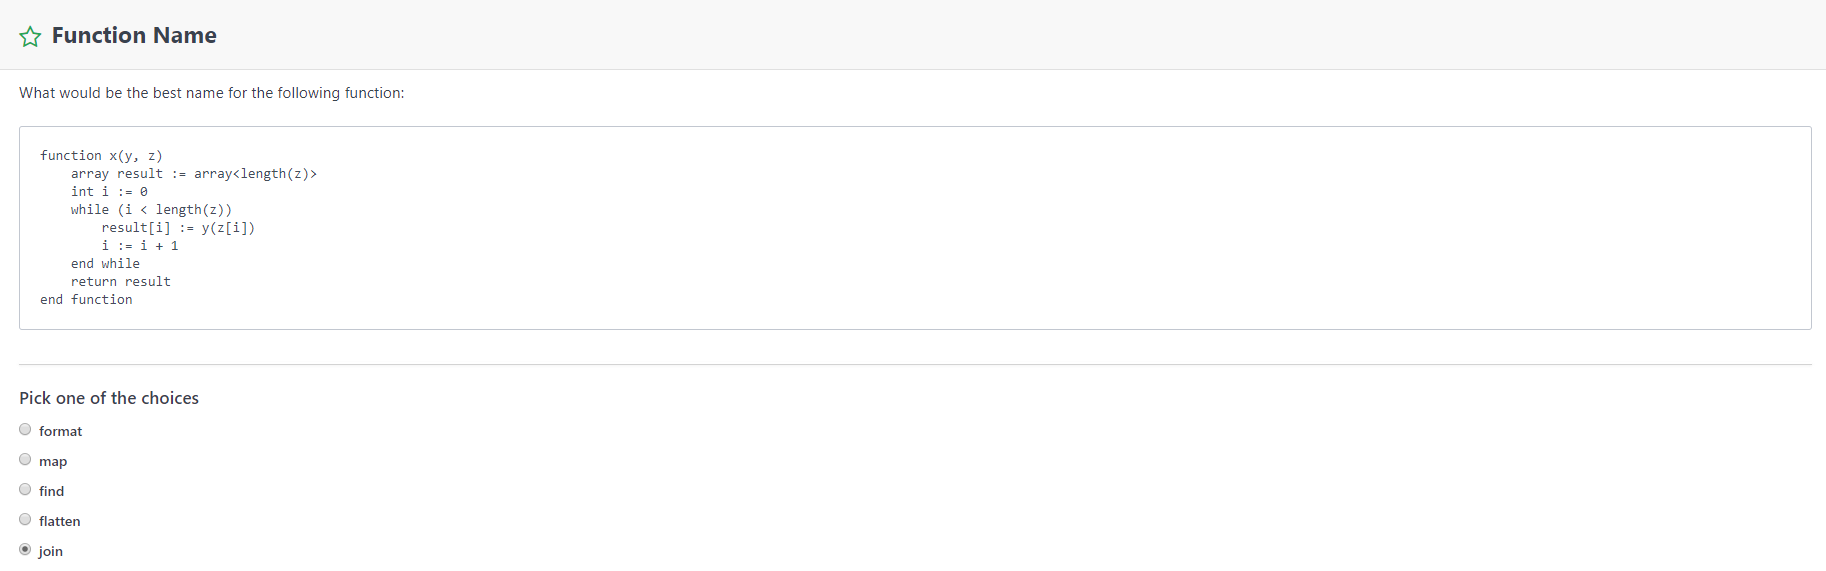 Function Name
What would be the best name for the following function:
function x(y, z)
array result := array<length(z)>
int i := 0
while (i < length(z))
result[i] := y(z[i])
i := i + 1
end while
return result
end function
Pick one of the choices
format
map
find
flatten
join